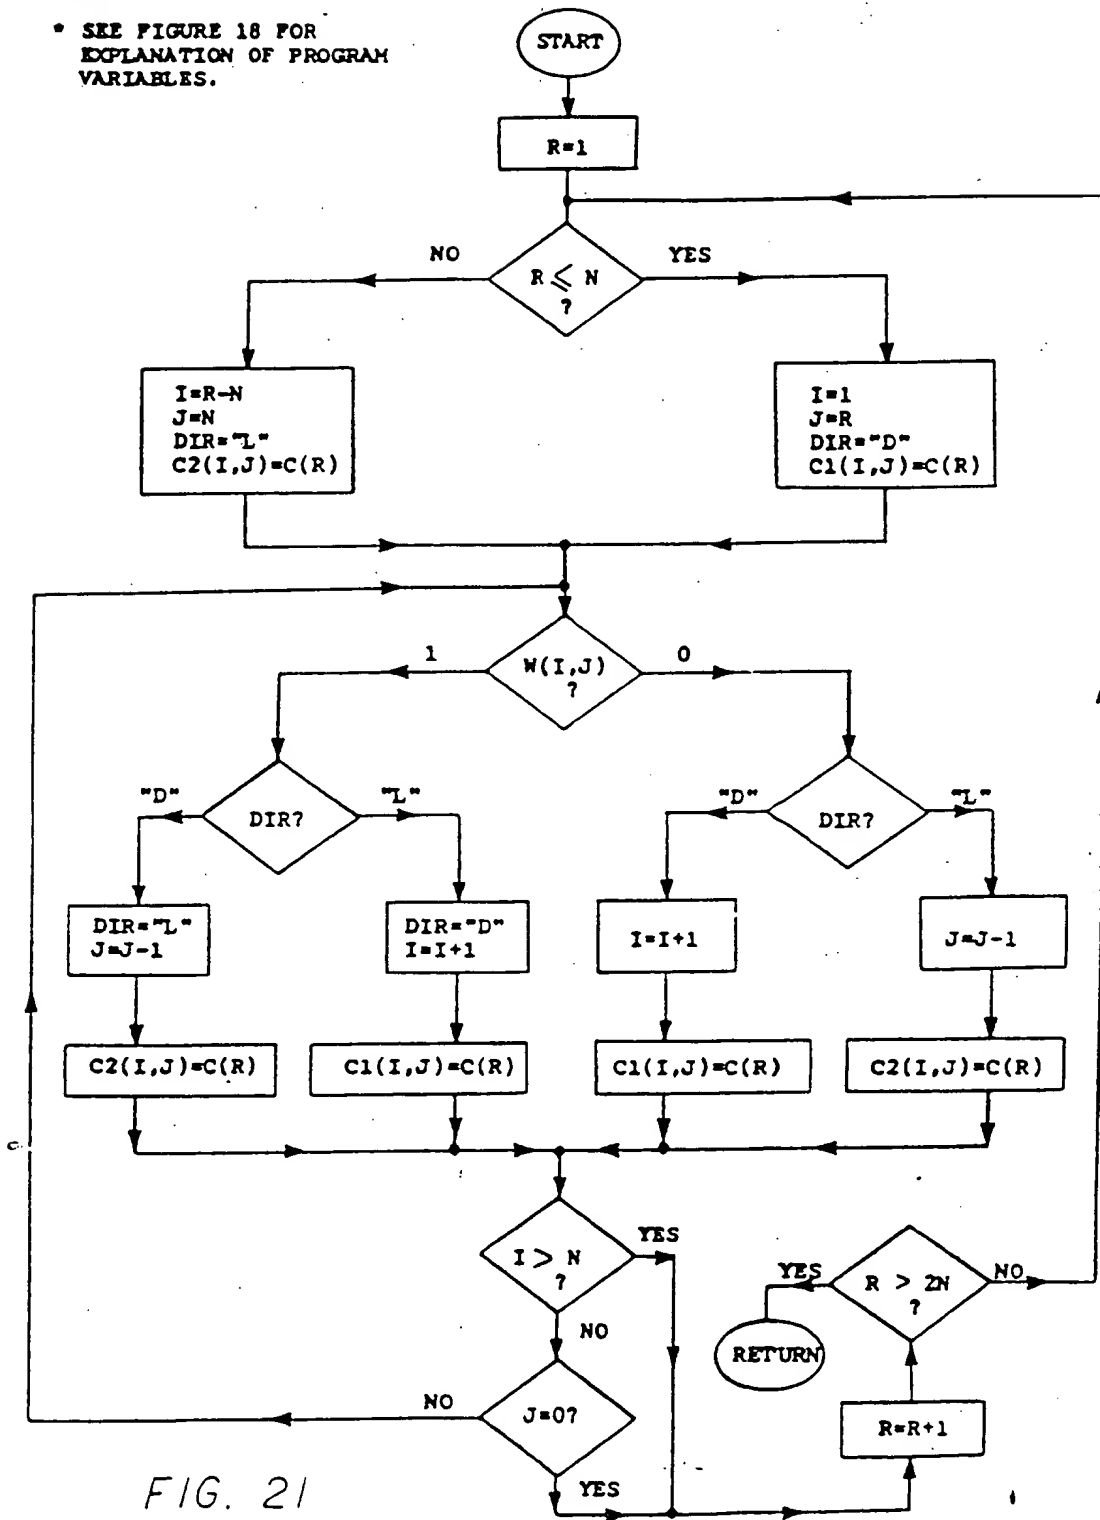 * SEE FIGURE 18 FOR
EXPLANATION OF PROGRAM
VARIABLES.
START
R=1
NO
R ≤ N
?
YES
I=R-N
J=N
DIR="L"
C2(I,J)=C(R)
I=1
J=R
DIR="D"
C1(I,J)=C(R)
1
W(I,J)
?
0
"D"
DIR?
"L"
"D"
DIR?
"L"
DIR="L"
J=J-1
DIR="D"
I=I+1
I=I+1
J=J-1
C2(I,J)=C(R)
C1(I,J)=C(R)
C1(I,J)=C(R)
C2(I,J)=C(R)
I > N
?
YES
NO
YES
R > 2N
?
NO
RETURN
NO
J=0?
YES
R=R+1
FIG. 21